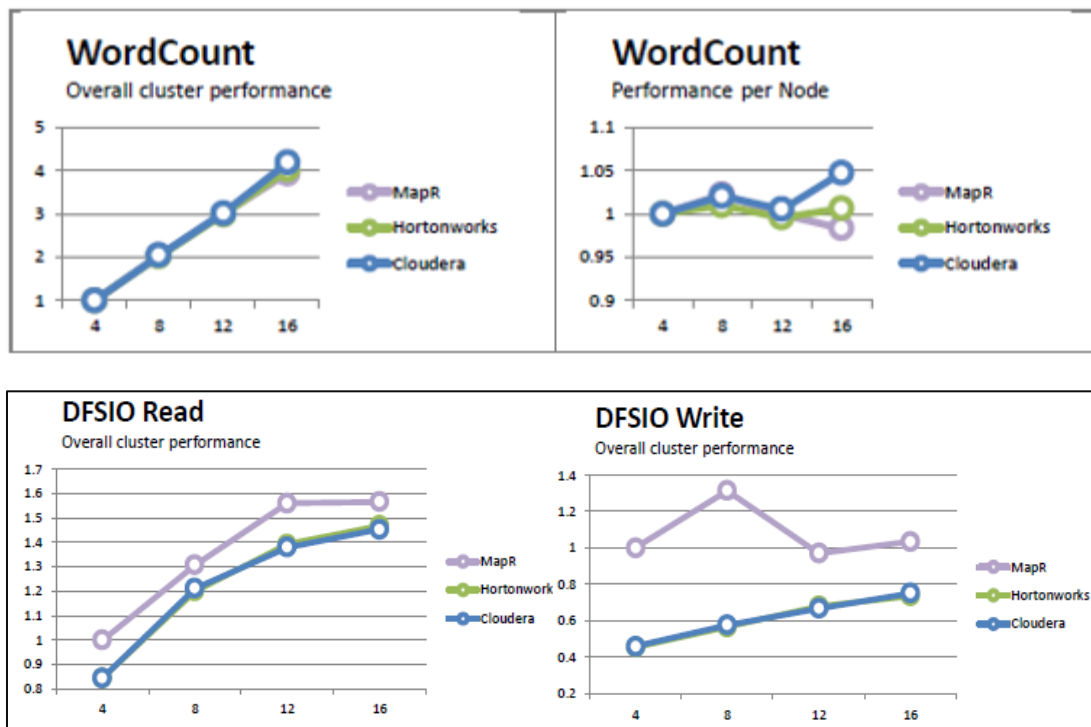 WordCount
Overall cluster performance
5
4
3
2
1
4 8 12 16
MapR
Hortonworks
Cloudera
WordCount
Performance per Node
1.1
1.05
1
0.95
0.9
4 8 12 16
MapR
Hortonworks
Cloudera
DFSIO Read
Overall cluster performance
1.7
1.6
1.5
1.4
1.3
1.2
1.1
1
0.9
0.8
4 8 12 16
MapR
Hortonwork
Cloudera
DFSIO Write
Overall cluster performance
1.4
1.2
1
0.8
0.6
0.4
0.2
4 8 12 16
MapR
Hortonworks
Cloudera